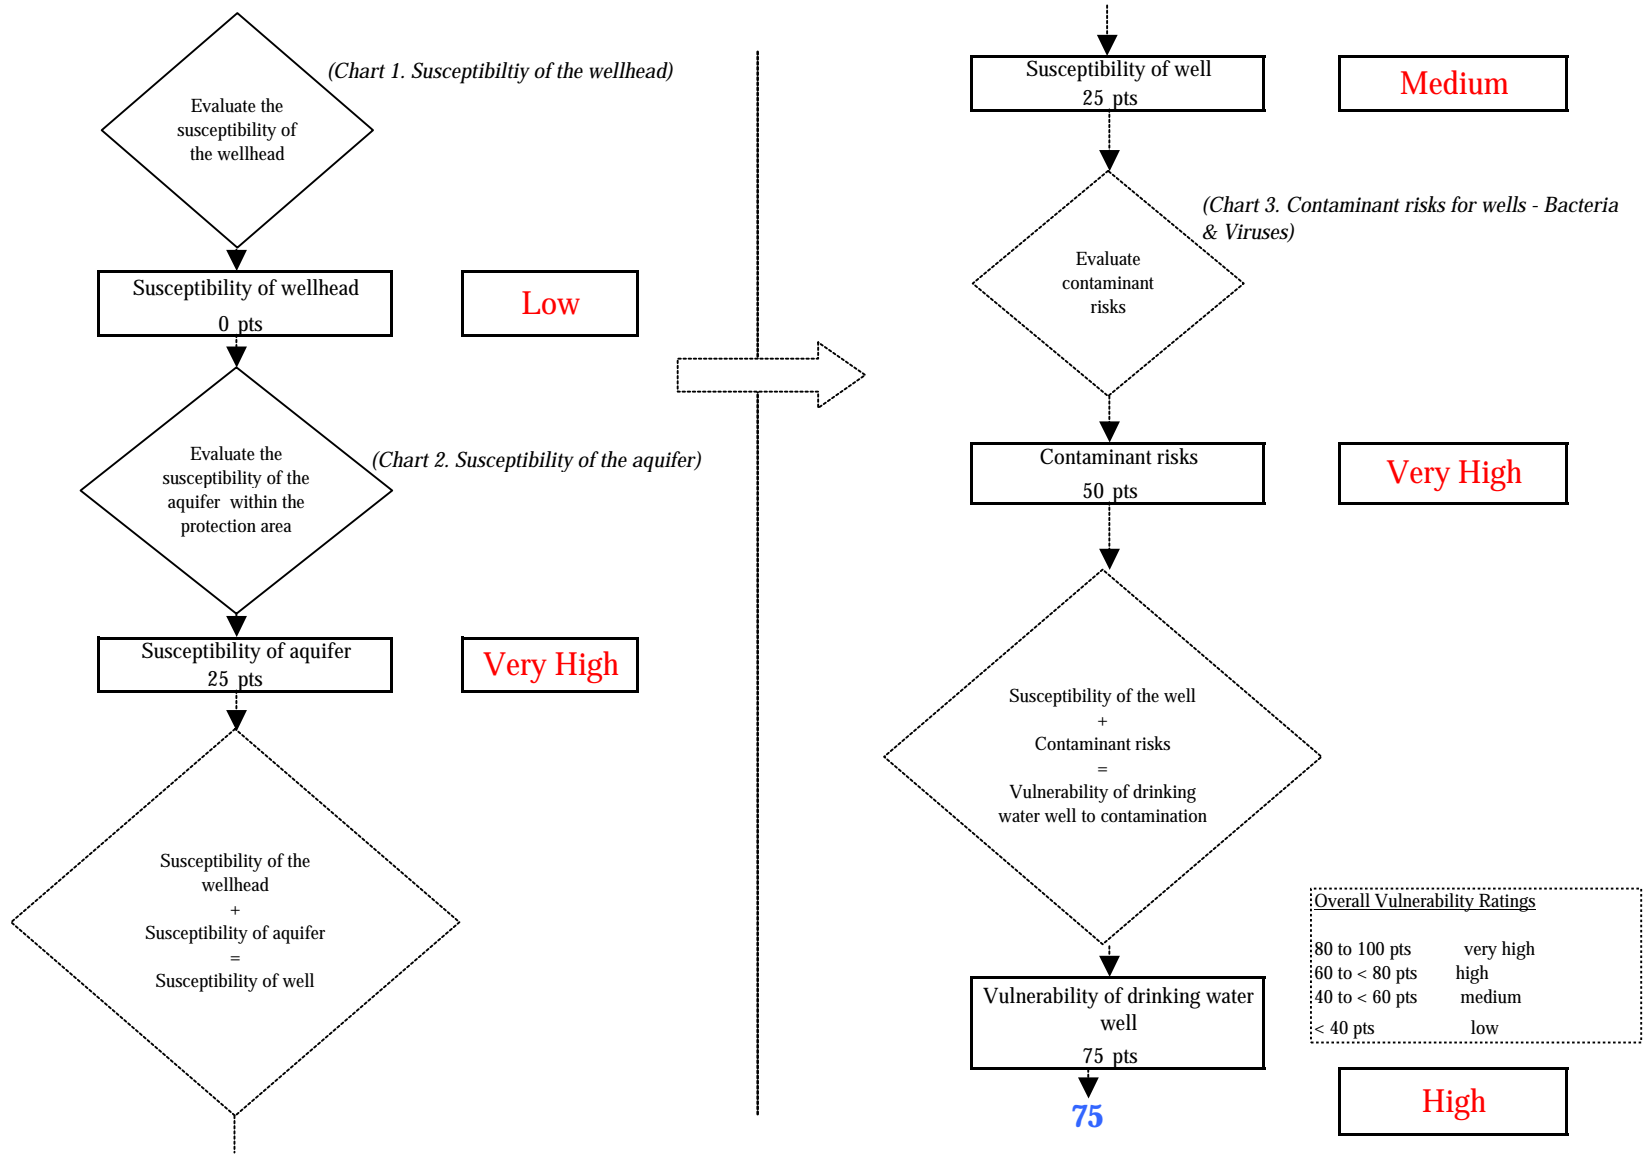 Evaluate the
susceptibility of
the wellhead
(Chart 1. Susceptibiltiy of the wellhead)
Susceptibility of wellhead
0 pts
Low
Evaluate the
susceptibility of the
aquifer within the
protection area
(Chart 2. Susceptibility of the aquifer)
Susceptibility of aquifer
25 pts
Very High
Susceptibility of the
wellhead
+
Susceptibility of aquifer
=
Susceptibility of well
Susceptibility of well
25 pts
Medium
Evaluate
contaminant
risks
(Chart 3. Contaminant risks for wells - Bacteria
& Viruses)
Contaminant risks
50 pts
Very High
Susceptibility of the well
+
Contaminant risks
=
Vulnerability of drinking
water well to contamination
Vulnerability of drinking water
well
75 pts
75
Overall Vulnerability Ratings
80 to 100 pts very high
60 to < 80 pts high
40 to < 60 pts medium
< 40 pts low
High